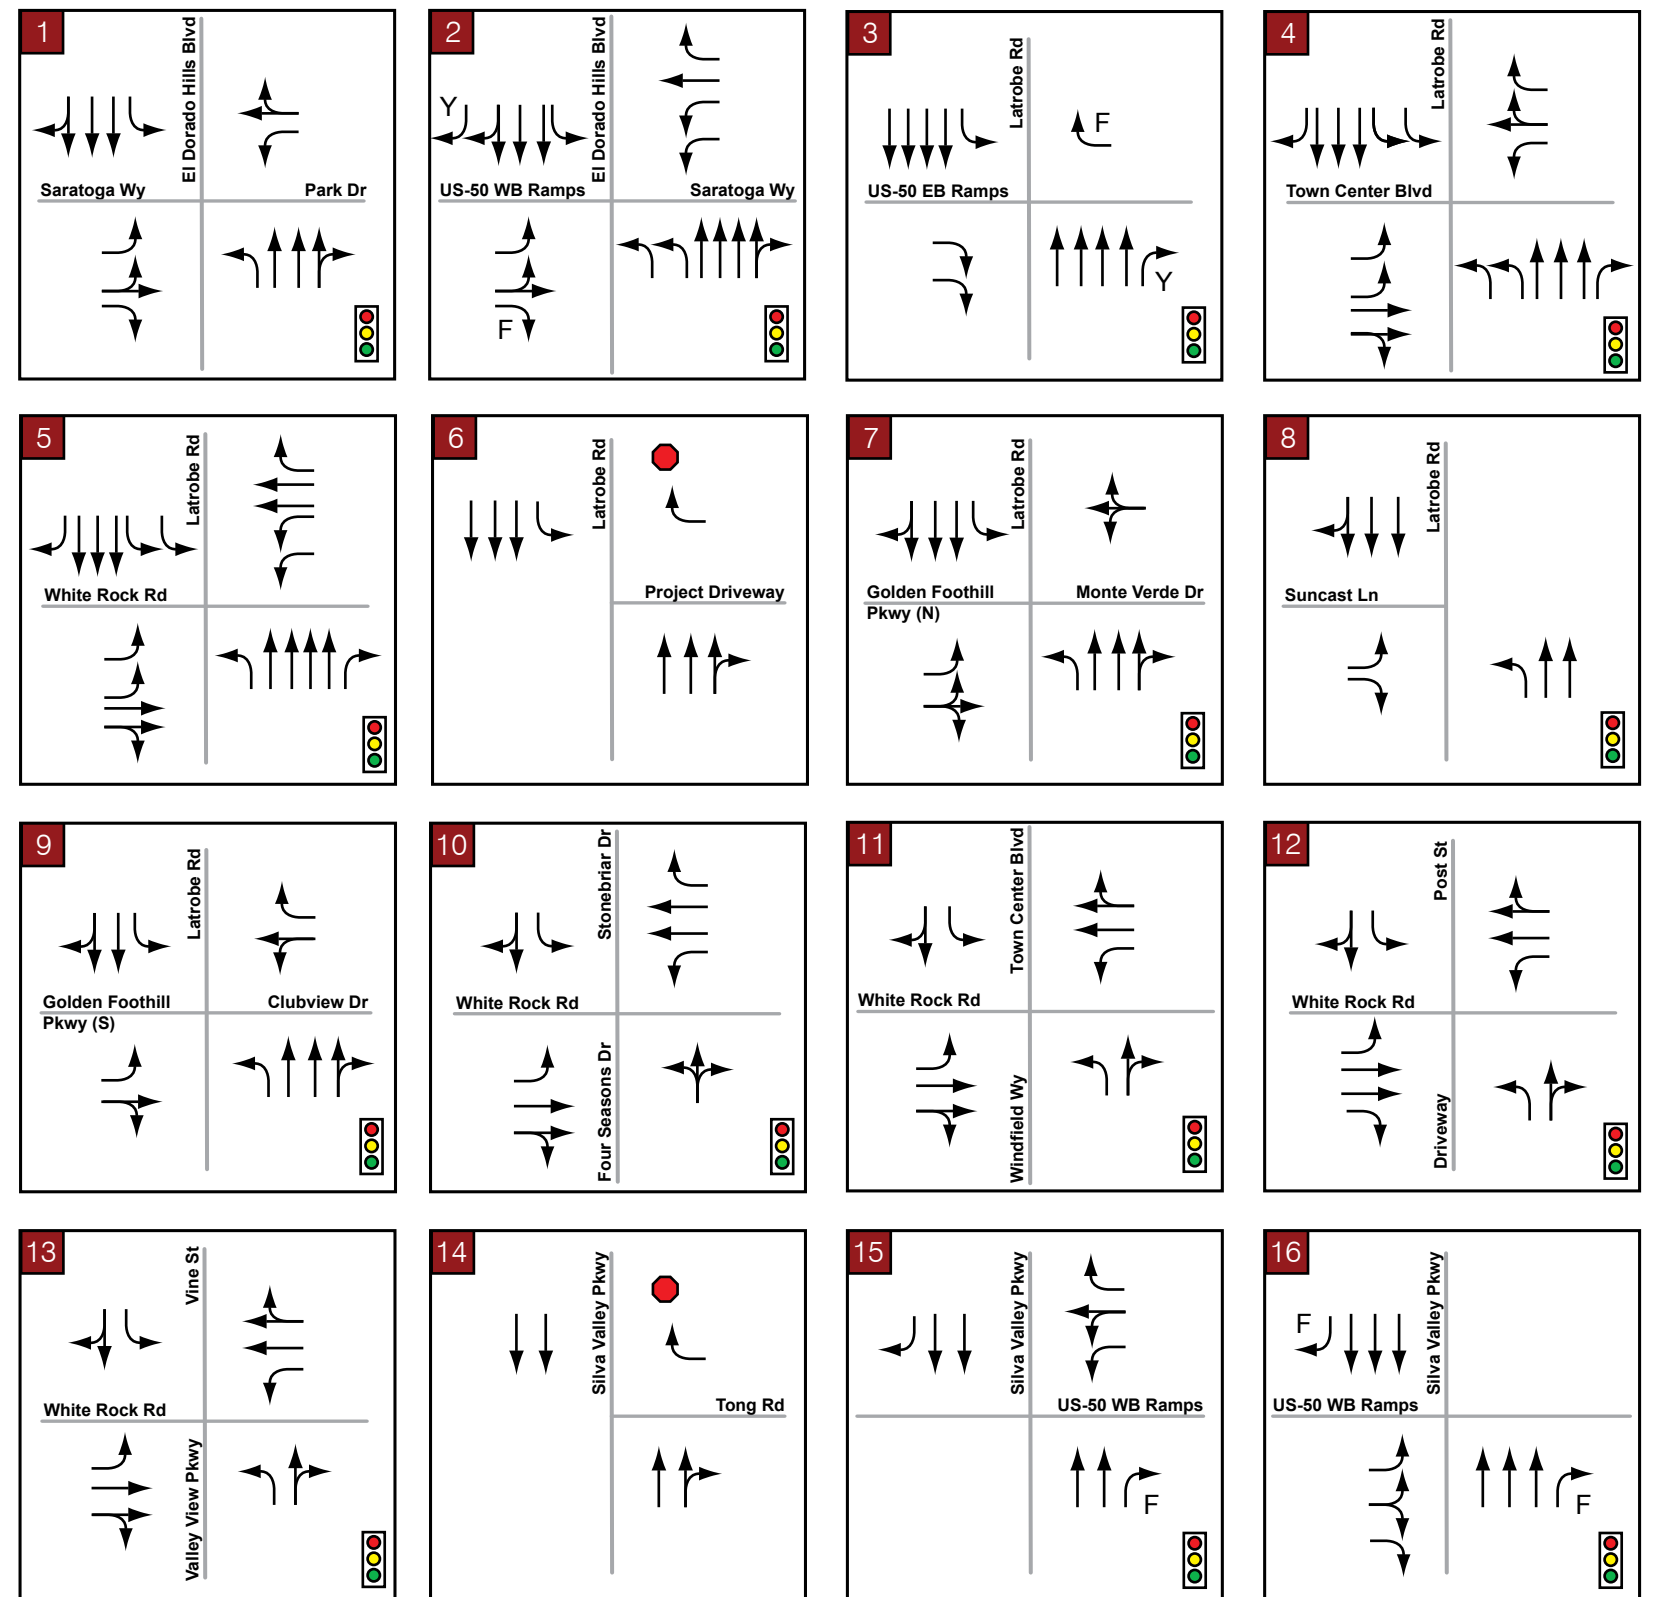 1
El Dorado Hills Blvd
Saratoga Wy
Park Dr
2
El Dorado Hills Blvd
Y
US-50 WB Ramps
Saratoga Wy
F
3
Latrobe Rd
F
US-50 EB Ramps
Y
4
Latrobe Rd
Town Center Blvd
5
Latrobe Rd
White Rock Rd
6
Latrobe Rd
Project Driveway
7
Latrobe Rd
Golden Foothill
Pkwy (N)
Monte Verde Dr
8
Latrobe Rd
Suncast Ln
9
Latrobe Rd
Golden Foothill
Pkwy (S)
Clubview Dr
10
Stonebriar Dr
White Rock Rd
Four Seasons Dr
11
Town Center Blvd
White Rock Rd
Windfield Wy
12
Post St
White Rock Rd
Driveway
13
Vine St
White Rock Rd
Valley View Pkwy
14
Silva Valley Pkwy
Tong Rd
15
Silva Valley Pkwy
US-50 WB Ramps
F
16
Silva Valley Pkwy
F
US-50 WB Ramps
F